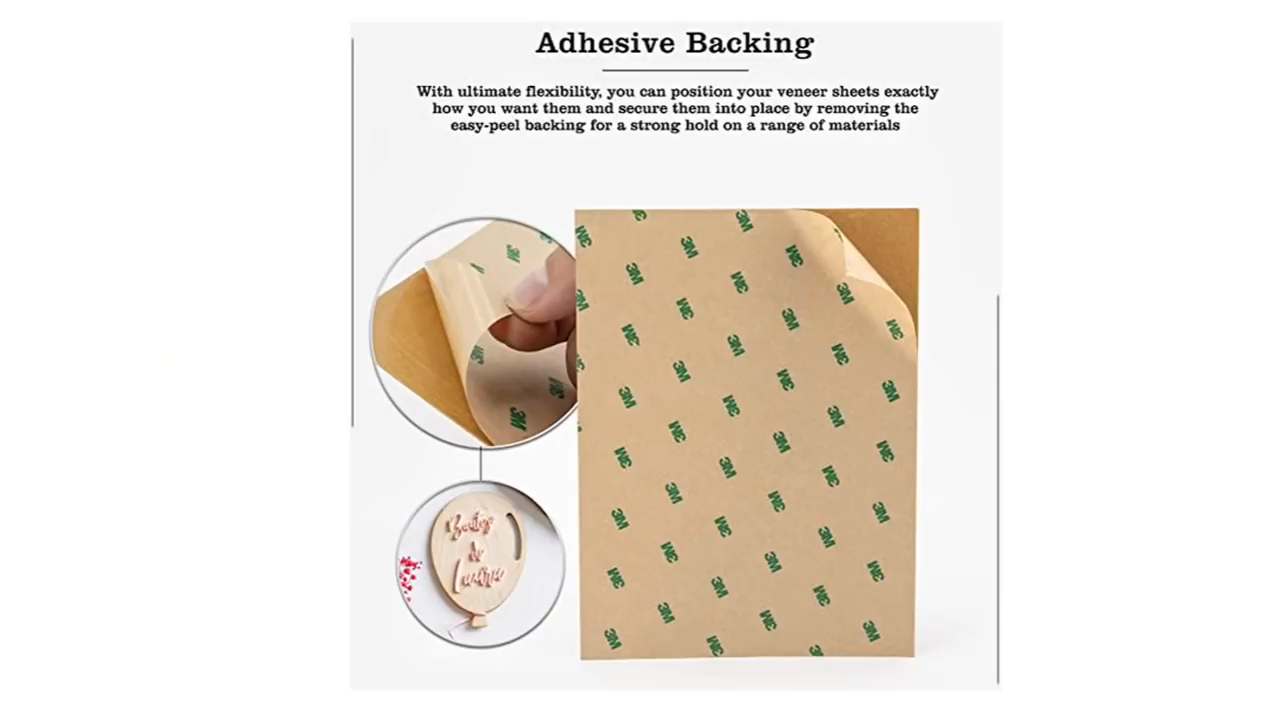 Adhesive Backing
With ultimate flexibility, you can position your veneer sheets exactly
how you want them and secure them into place by removing the
easy-peel backing for a strong hold on a range of materials
3M